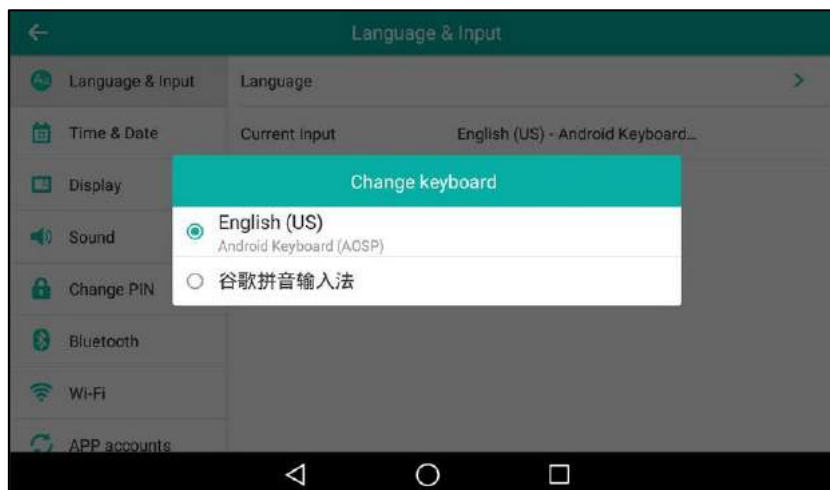 Language & Input
Language & Input
Language
Time & Date
Current Input
English (US) - Android Keyboard...
Display
Change keyboard
Sound
English (US)
Android Keyboard (AOSP)
Change PIN
谷歌拼音输入法
Bluetooth
Wi-Fi
APP accounts